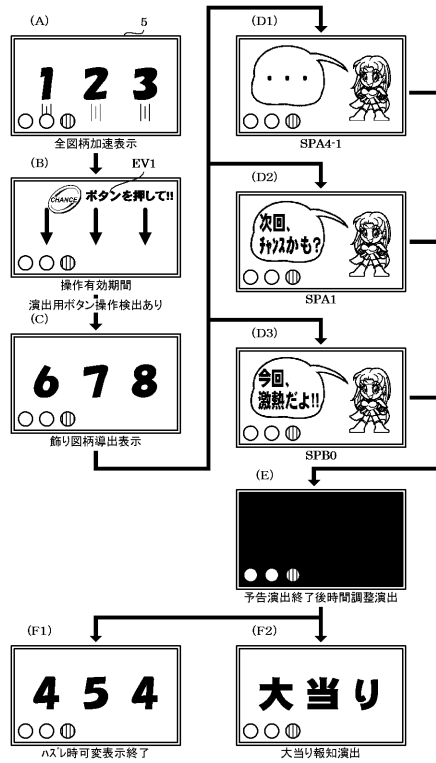 (A)
5
1 2 3
全図柄加速表示
(B)
EV1
CHANCE
ボタンを押して!!
操作有効期間
演出用ボタン操作検出あり
(C)
6 7 8
飾り図柄導出表示
(D1)
・・・
SPA4-1
(D2)
次回、
ﾁｬﾝｽかも?
SPA1
(D3)
今回、
激熱だよ!!
SPB0
(E)
予告演出終了後時間調整演出
(F1)
4 5 4
ﾊｽﾞﾚ時可変表示終了
(F2)
大当り
大当り報知演出